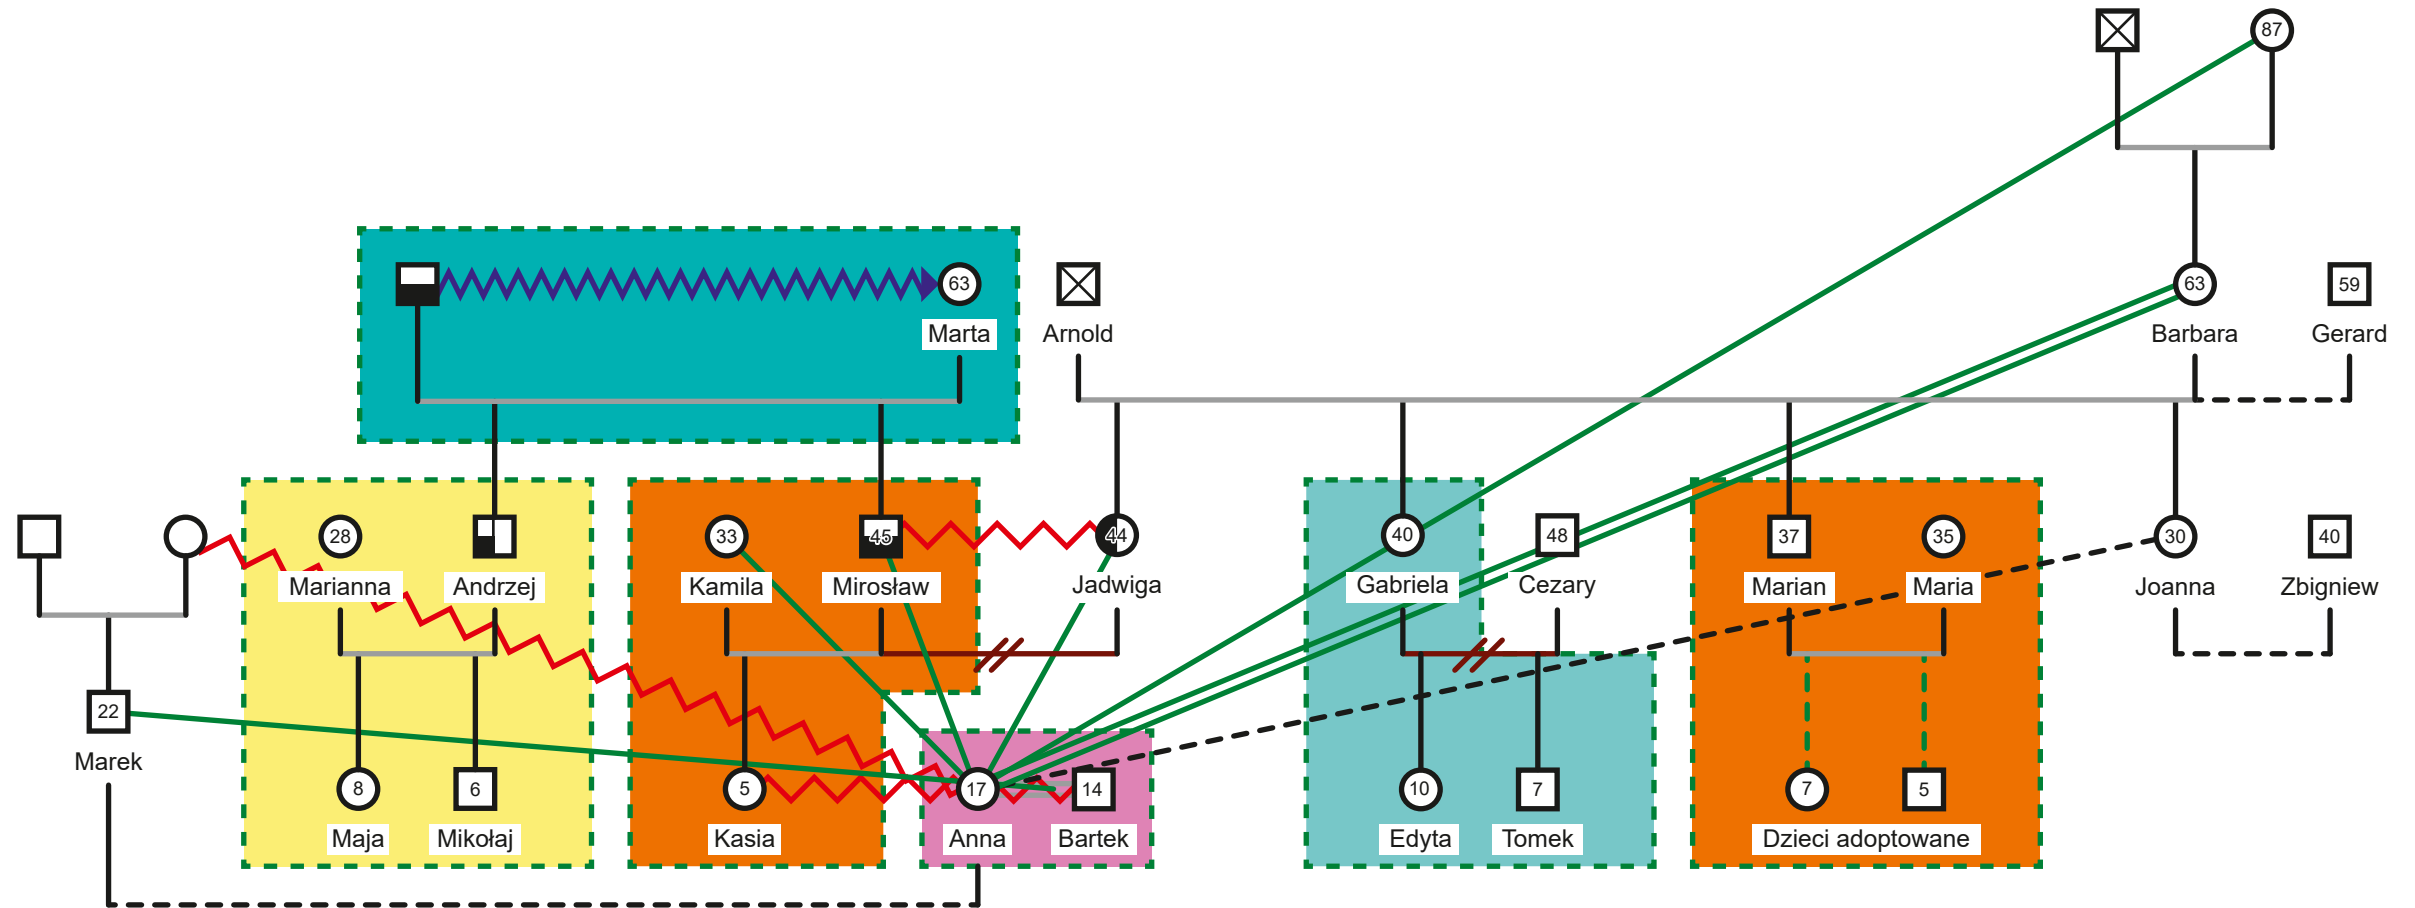 87
63
63
59
Marta
Arnold
Barbara
Gerard
28
33
45
44
40
48
37
35
30
40
Marianna
Andrzej
Kamila
Mirosław
Jadwiga
Gabriela
Cezary
Marian
Maria
Joanna
Zbigniew
22
Marek
8
6
5
17
14
10
7
7
5
Maja
Mikołaj
Kasia
Anna
Bartek
Edyta
Tomek
Dzieci adoptowane